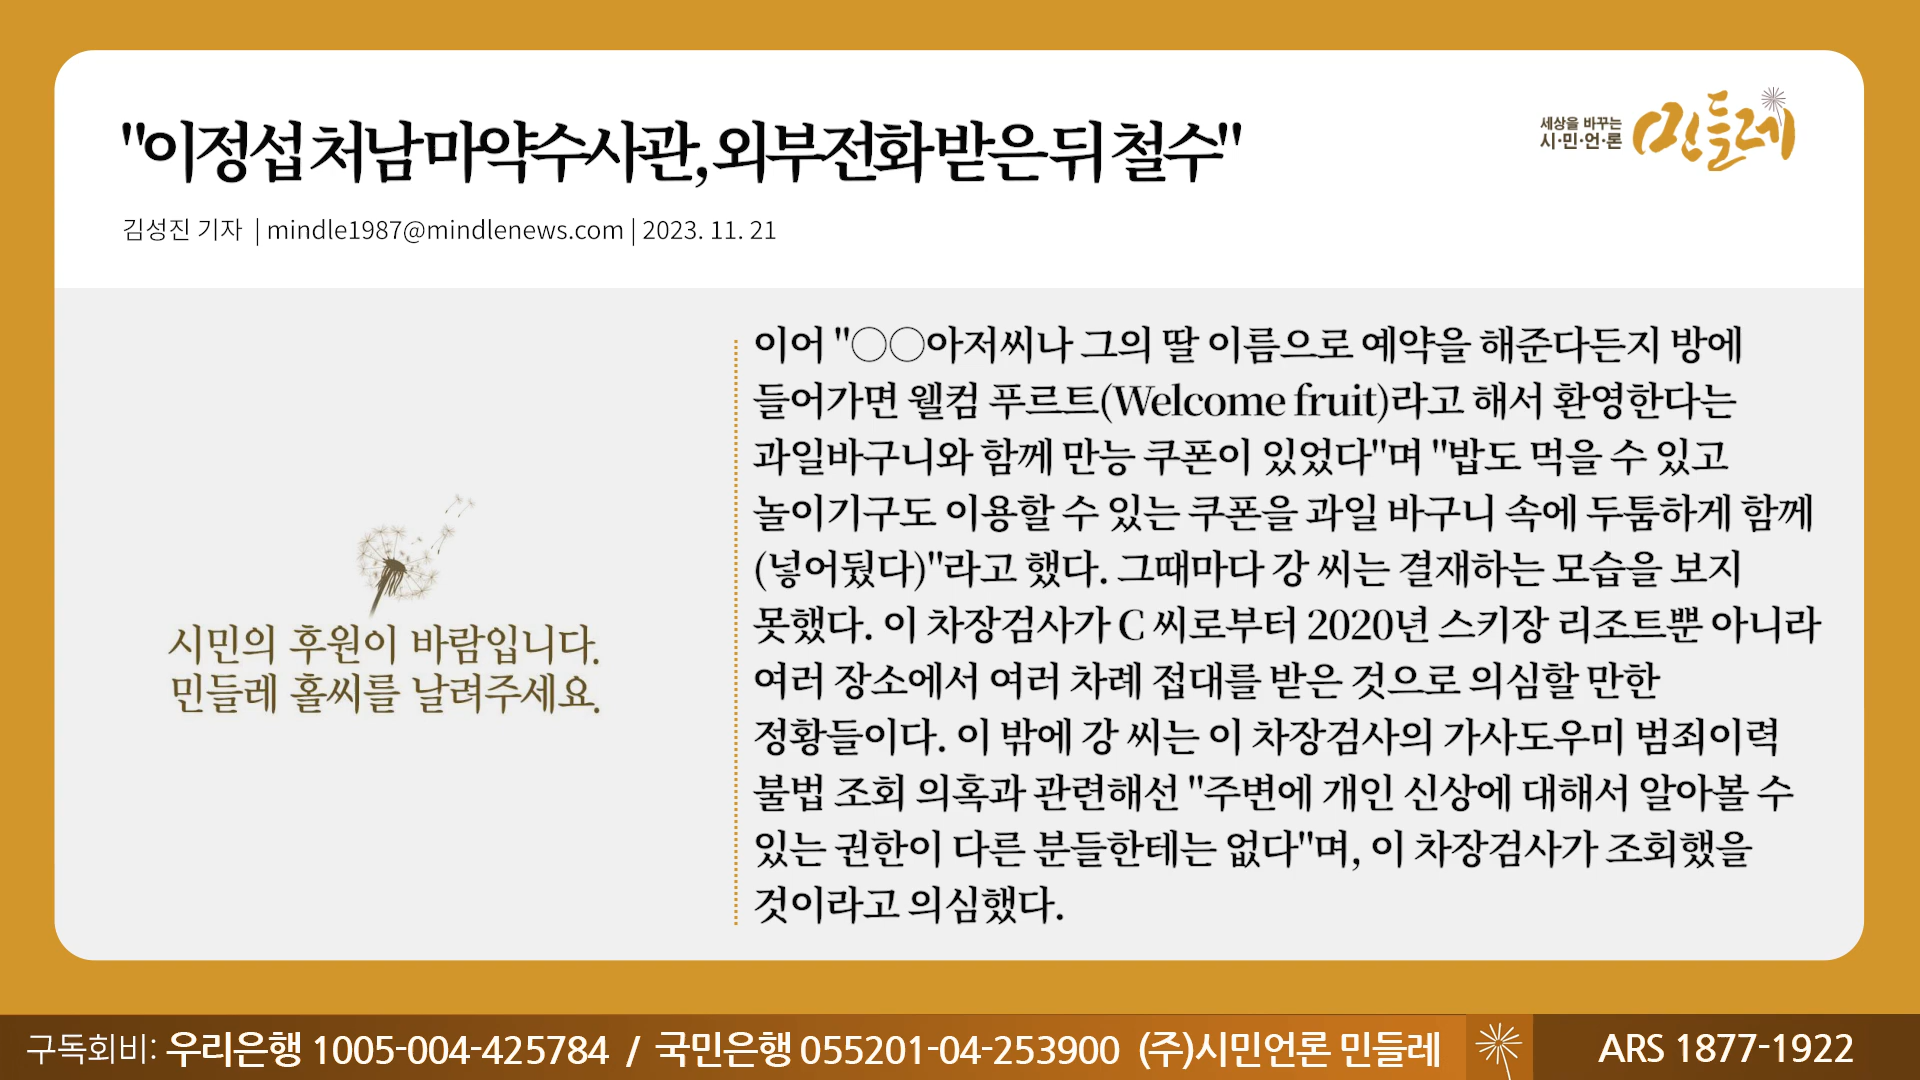 "이정섭 처남 마약수사관, 외부전화 받은 뒤 철수"
세상을 바꾸는
시·민·언·론
민들레
김성진 기자 | mindle1987@mindlenews.com | 2023. 11. 21
시민의 후원이 바람입니다.
민들레 홀씨를 날려주세요.
이어 "○○아저씨나 그의 딸 이름으로 예약을 해준다든지 방에
들어가면 웰컴 푸르트(Welcome fruit)라고 해서 환영한다는
과일바구니와 함께 만능 쿠폰이 있었다"며 "밥도 먹을 수 있고
놀이기구도 이용할 수 있는 쿠폰을 과일 바구니 속에 두툼하게 함께
(넣어뒀다)"라고 했다. 그때마다 강 씨는 결재하는 모습을 보지
못했다. 이 차장검사가 C 씨로부터 2020년 스키장 리조트뿐 아니라
여러 장소에서 여러 차례 접대를 받은 것으로 의심할 만한
정황들이다. 이 밖에 강 씨는 이 차장검사의 가사도우미 범죄이력
불법 조회 의혹과 관련해선 "주변에 개인 신상에 대해서 알아볼 수
있는 권한이 다른 분들한테는 없다"며, 이 차장검사가 조회했을
것이라고 의심했다.
구독회비: 우리은행 1005-004-425784 / 국민은행 055201-04-253900 (주)시민언론 민들레
ARS 1877-1922